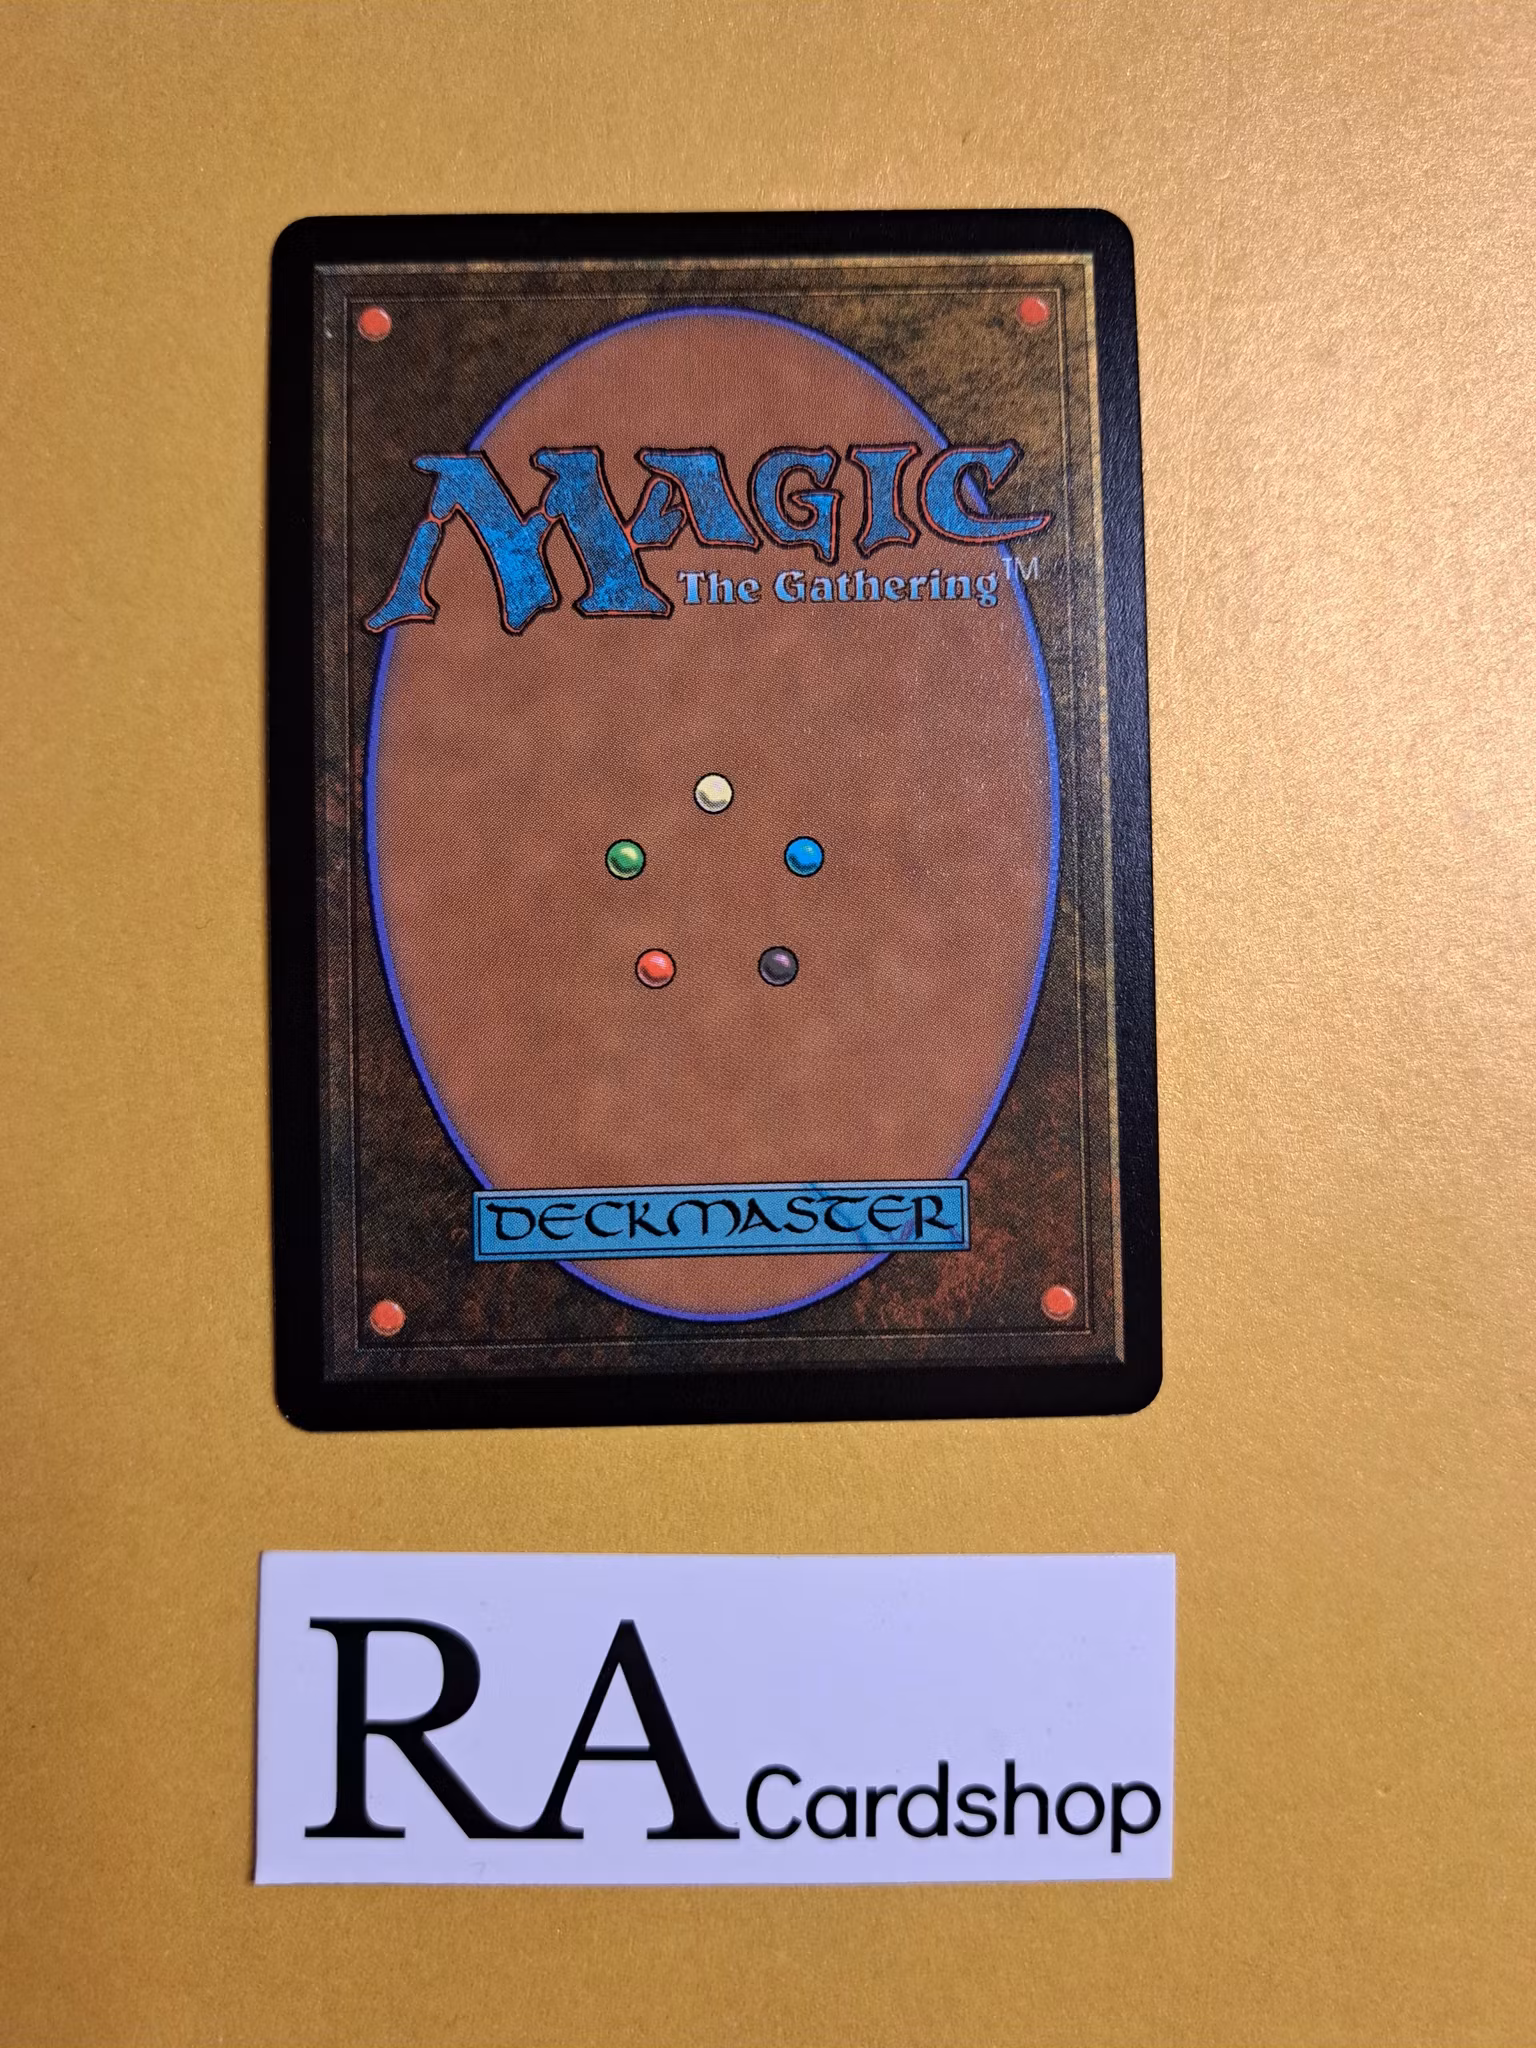 MAGIC
The Gathering™
DECKMASTER
RA Cardshop